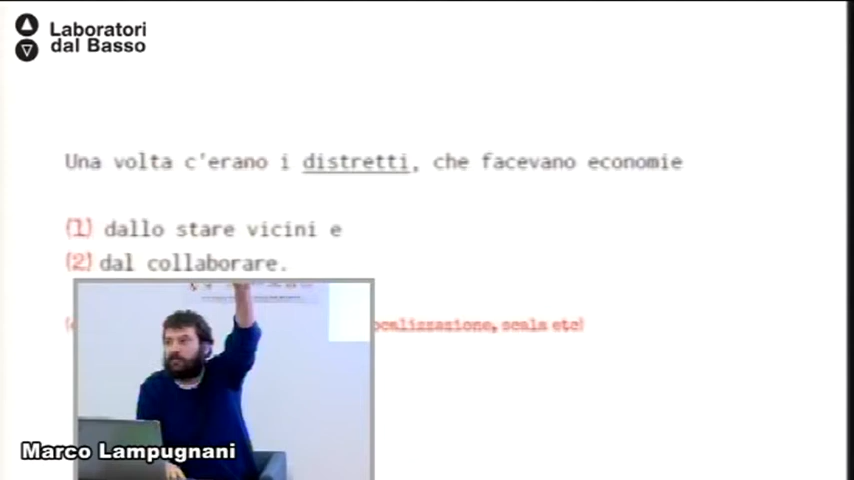 Laboratori
dal Basso
Una volta c'erano i distretti, che facevano economie
(1) dallo stare vicini e
(2) dal collaborare.
ocalizzazione, scala etc)
Marco Lampugnani